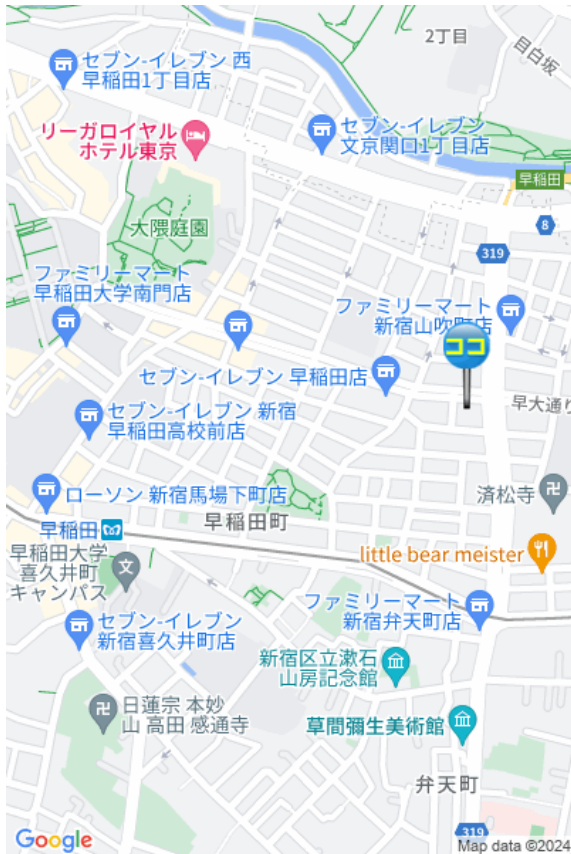 2丁目
目白坂
セブン-イレブン 西
早稲田1丁目店
リーガロイヤル
ホテル東京
セブン-イレブン
文京関口1丁目店
早稲田
大隈庭園
8
319
ファミリーマート
早稲田大学南門店
ファミリーマート
新宿山吹町店
ココ
セブン-イレブン 早稲田店
早大通り
セブン-イレブン 新宿
早稲田高校前店
済松寺
ローソン 新宿馬場下町店
早稲田町
早稲田
早稲田大学
喜久井町
キャンパス
文
little bear meister
ファミリーマート
新宿弁天町店
セブン-イレブン
新宿喜久井町店
新宿区立漱石
山房記念館
日蓮宗 本妙
山 高田 感通寺
草間彌生美術館
弁天町
319
Google
Map data ©2024